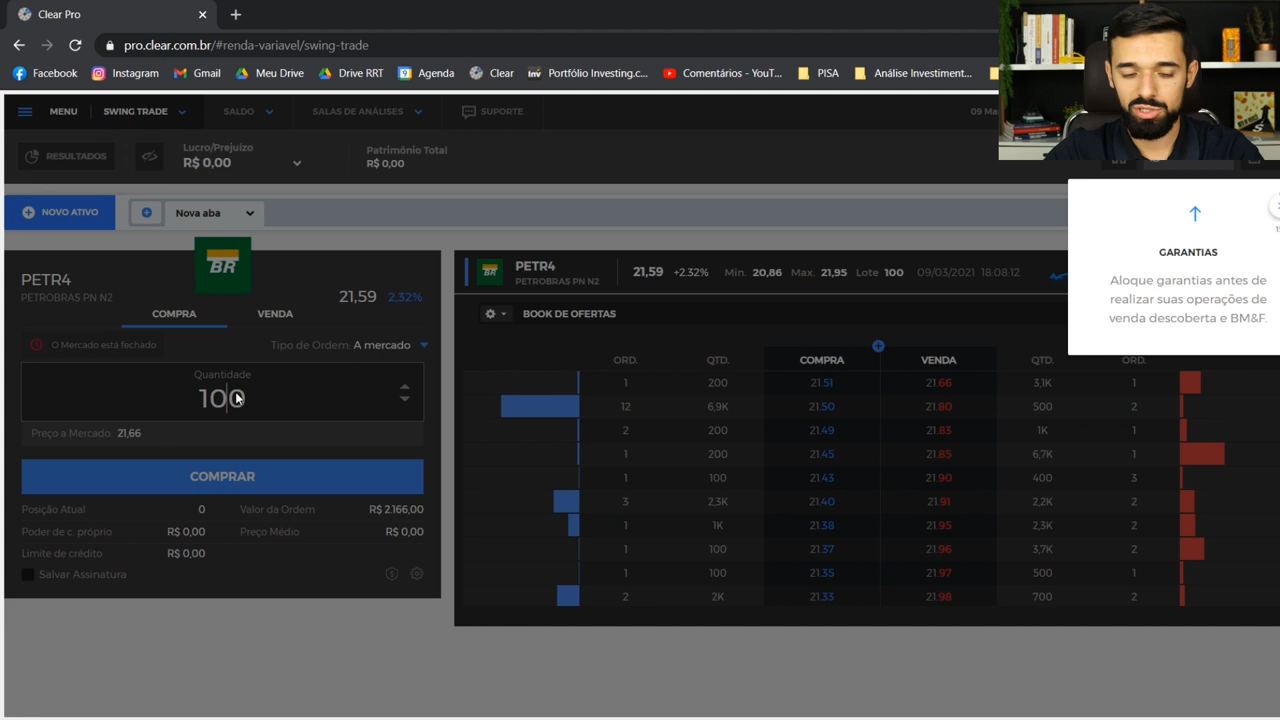 Clear Pro
pro.clear.com.br/#renda-variavel/swing-trade
Facebook Instagram Gmail Meu Drive Drive RRT Agenda Clear Portfólio Investing.c... Comentários - YouT... PISA Análise Investiment...
MENU SWING TRADE SALDO SALAS DE ANÁLISES SUPORTE
RESULTADOS
Lucro/Prejuízo
R$ 0,00
Patrimônio Total
R$ 0,00
NOVO ATIVO Nova aba
BR
PETR4
PETROBRAS PN N2
21,59 2,32%
COMPRA VENDA
O Mercado está fechado Tipo de Ordem: A mercado
Quantidade
100
Preço a Mercado: 21,66
COMPRAR
Posição Atual 0 Valor da Ordem R$ 2.166,00
Poder de c. próprio R$ 0,00 Preço Médio R$ 0,00
Limite de crédito R$ 0,00
Salvar Assinatura
BR
PETR4
PETROBRAS PN N2
21,59 +2.32% Min. 20,86 Max. 21,95 Lote 100 09/03/2021 18:08:12
BOOK DE OFERTAS
ORD. QTD. COMPRA VENDA QTD. ORD.
1 200 21.51 21.66 3,1K 1
12 6,9K 21.50 21.80 500 2
2 200 21.49 21.83 1K 1
1 200 21.45 21.85 6,7K 1
1 100 21.43 21.90 400 3
3 2,3K 21.40 21.91 2,2K 2
1 1K 21.38 21.95 2,3K 2
1 100 21.37 21.96 3,7K 2
1 100 21.35 21.97 500 1
2 2K 21.33 21.98 700 2
GARANTIAS
Aloque garantias antes de
realizar suas operações de
venda descoberta e BM&F.